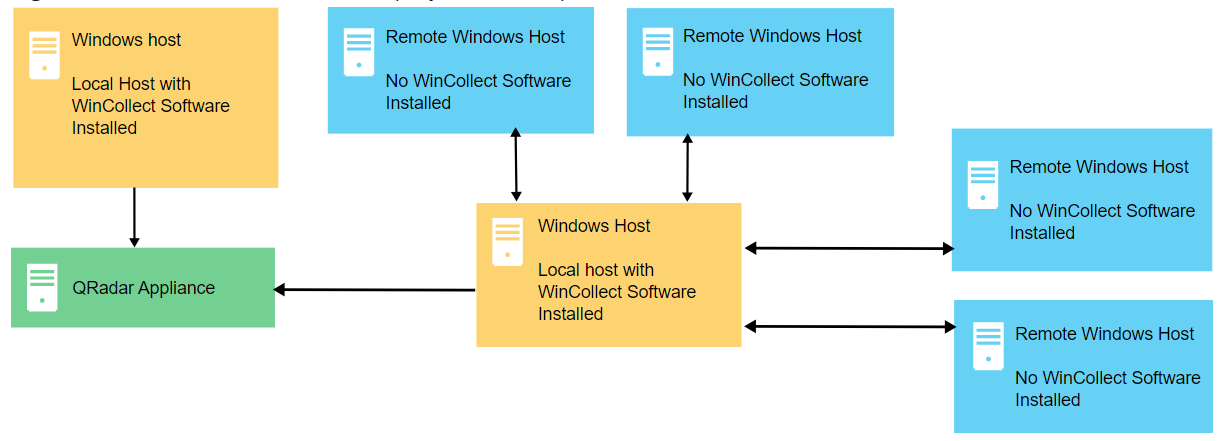 Windows host
Local Host with
WinCollect Software
Installed
Remote Windows Host
No WinCollect Software
Installed
Remote Windows Host
No WinCollect Software
Installed
Remote Windows Host
No WinCollect Software
Installed
Windows Host
Local host with
WinCollect Software
Installed
QRadar Appliance
Remote Windows Host
No WinCollect Software
Installed